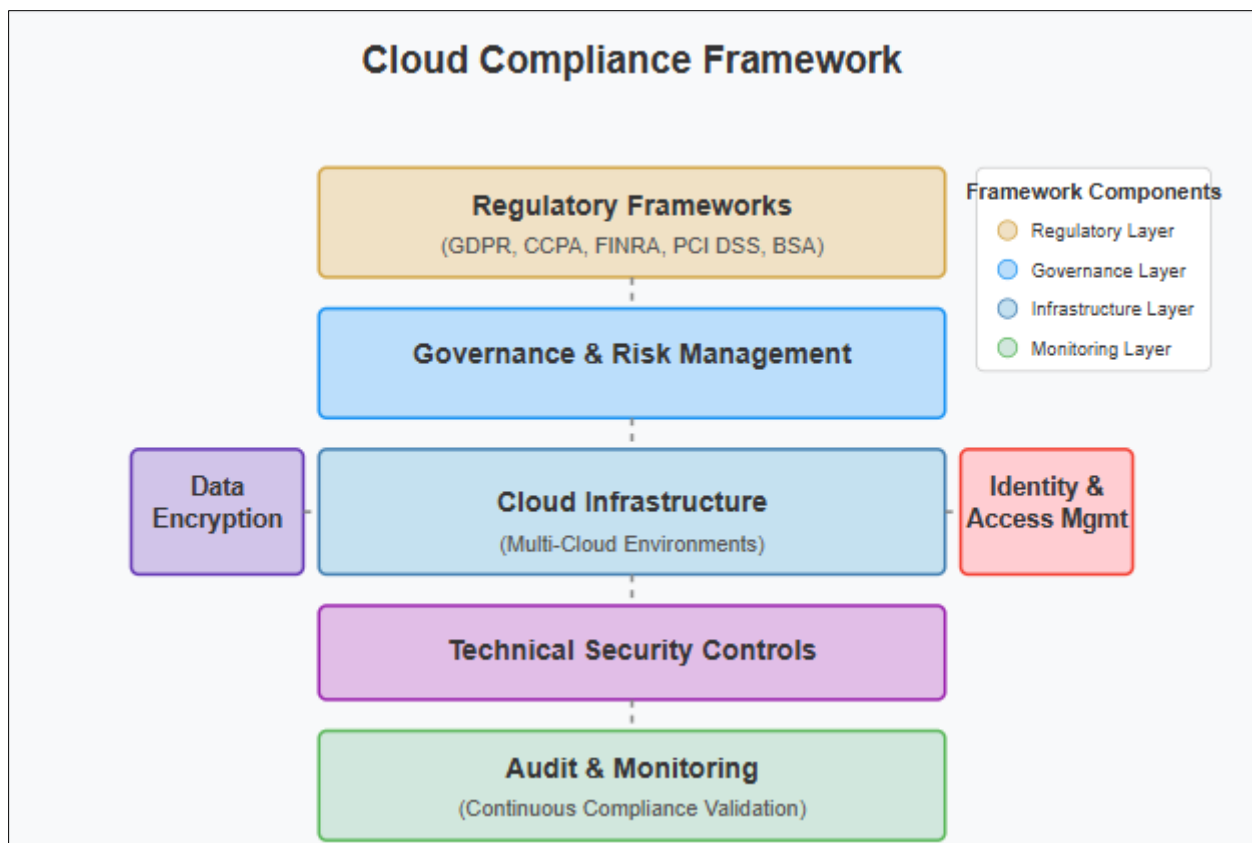 Cloud Compliance Framework
Regulatory Frameworks
(GDPR, CCPA, FINRA, PCI DSS, BSA)
Framework Components
Regulatory Layer
Governance Layer
Infrastructure Layer
Monitoring Layer
Governance & Risk Management
Data
Encryption
Cloud Infrastructure
(Multi-Cloud Environments)
Identity &
Access Mgmt
Technical Security Controls
Audit & Monitoring
(Continuous Compliance Validation)